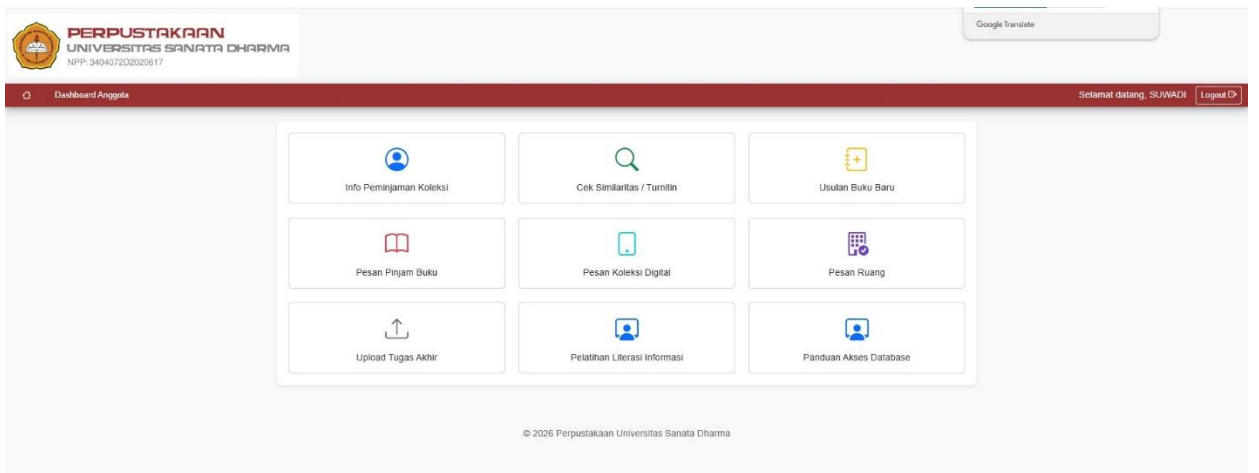 Google Translate
PERPUSTAKAAN
UNIVERSITAS SANATA DHARMA
NPP: 3404072D2020617
Dashboard Anggota
Selamat datang, SUWADI
Logout
Info Peminjaman Koleksi
Cek Similaritas / Turnitin
Usulan Buku Baru
Pesan Pinjam Buku
Pesan Koleksi Digital
Pesan Ruang
Upload Tugas Akhir
Pelatihan Literasi Informasi
Panduan Akses Database
© 2026 Perpustakaan Universitas Sanata Dharma